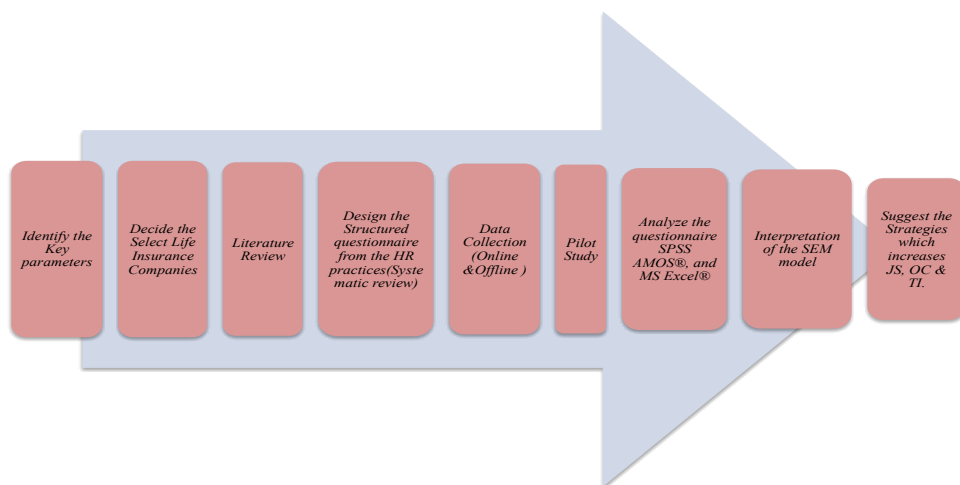 Identify the
Key
parameters
Decide the
Select Life
Insurance
Companies
Literature
Review
Design the
Structured
questionnaire
from the HR
practices(Syste
matic review)
Data
Collection
(Online
&Offline )
Pilot
Study
Analyze the
questionnaire
SPSS
AMOS®, and
MS Excel®
Interpretation
of the SEM
model
Suggest the
Strategies
which
increases
JS, OC &
TI.